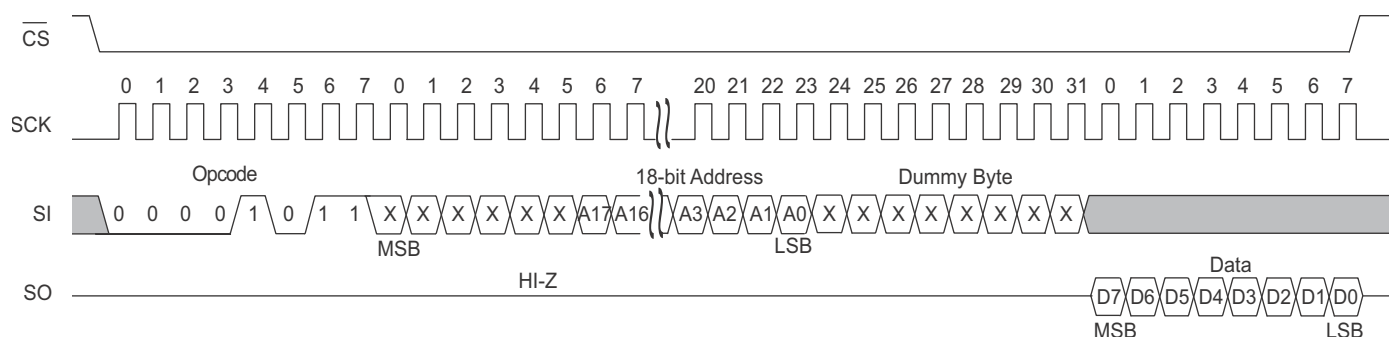 CS
0 1 2 3 4 5 6 7 0 1 2 3 4 5 6 7 20 21 22 23 24 25 26 27 28 29 30 31 0 1 2 3 4 5 6 7
SCK
Opcode 18-bit Address Dummy Byte
SI 0 0 0 0 1 0 1 1 X X X X X X A17 A16 A3 A2 A1 A0 X X X X X X X X
MSB LSB
HI-Z Data
SO D7 D6 D5 D4 D3 D2 D1 D0
MSB LSB